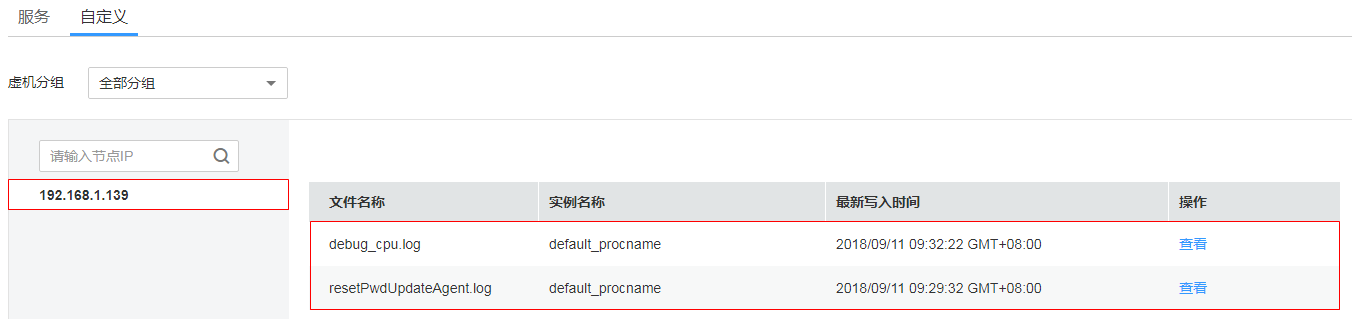 服务 自定义
虚机分组 全部分组
请输入节点IP
192.168.1.139
文件名称 实例名称 最新写入时间 操作
debug_cpu.log default_procname 2018/09/11 09:32:22 GMT+08:00 查看
resetPwdUpdateAgent.log default_procname 2018/09/11 09:29:32 GMT+08:00 查看